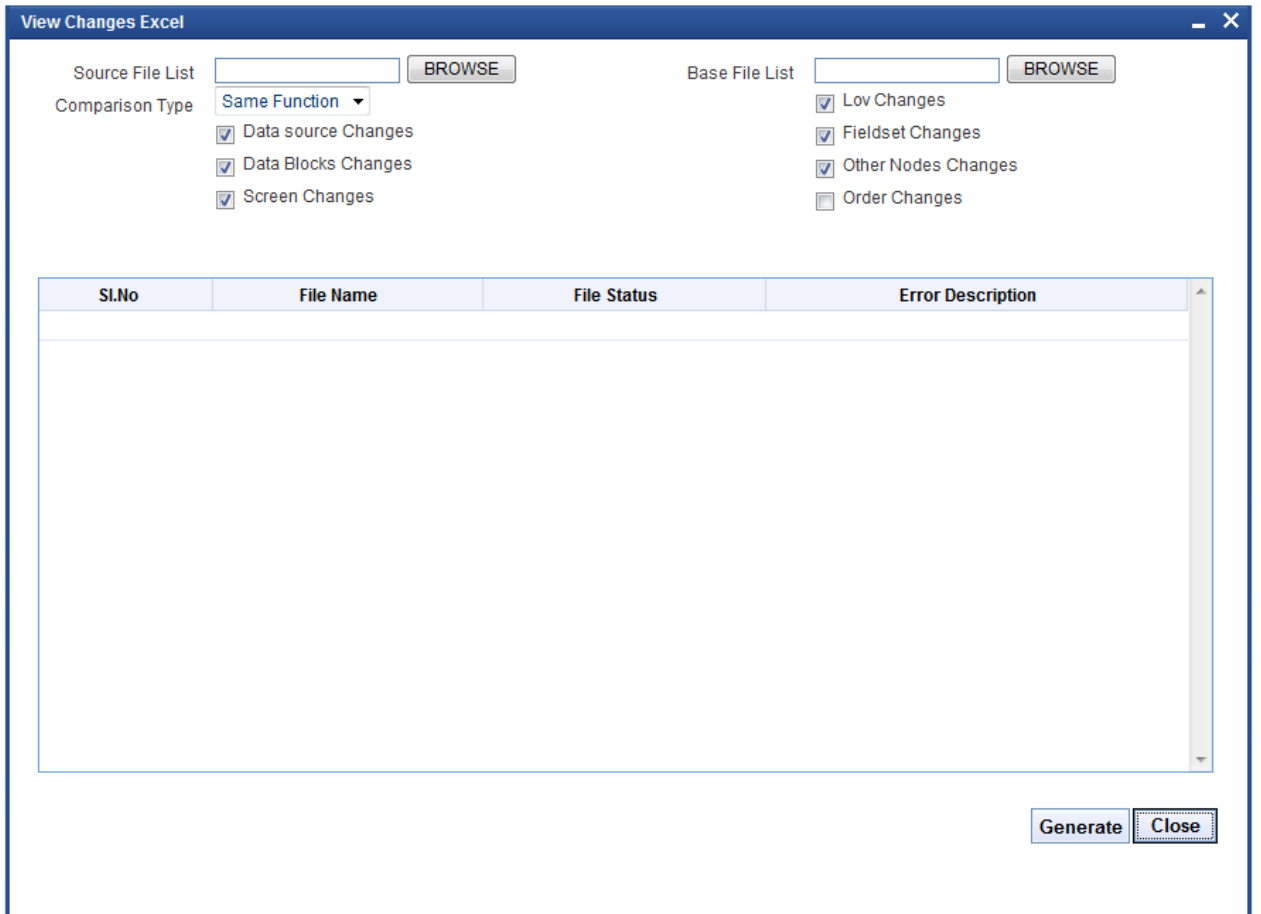 View Changes Excel
Source File List BROWSE Base File List BROWSE
Comparison Type Same Function Lov Changes
Data source Changes Fieldset Changes
Data Blocks Changes Other Nodes Changes
Screen Changes Order Changes
Sl.No File Name File Status Error Description
Generate Close